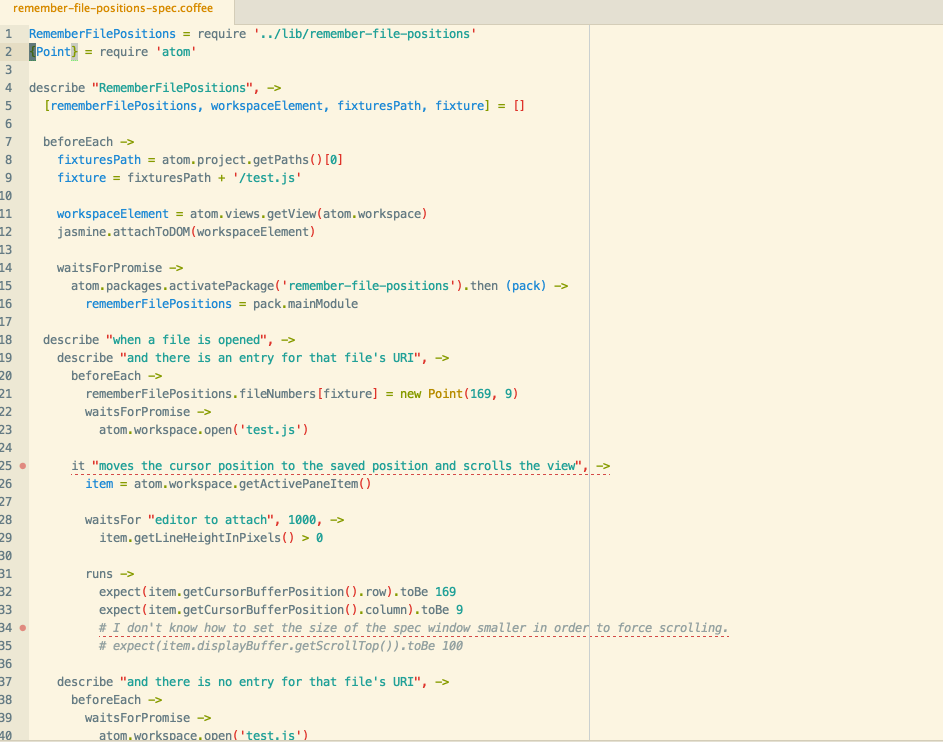 remember-file-positions-spec.coffee
1 RememberFilePositions = require '../lib/remember-file-positions'
2 {Point} = require 'atom'
3
4 describe "RememberFilePositions", ->
5   [rememberFilePositions, workspaceElement, fixturesPath, fixture] = []
6
7   beforeEach ->
8     fixturesPath = atom.project.getPaths()[0]
9     fixture = fixturesPath + '/test.js'
10
11     workspaceElement = atom.views.getView(atom.workspace)
12     jasmine.attachToDOM(workspaceElement)
13
14     waitsForPromise ->
15       atom.packages.activatePackage('remember-file-positions').then (pack) ->
16         rememberFilePositions = pack.mainModule
17
18   describe "when a file is opened", ->
19     describe "and there is an entry for that file's URI", ->
20       beforeEach ->
21         rememberFilePositions.fileNumbers[fixture] = new Point(169, 9)
22         waitsForPromise ->
23           atom.workspace.open('test.js')
24
25       it "moves the cursor position to the saved position and scrolls the view", ->
26         item = atom.workspace.getActivePaneItem()
27
28         waitsFor "editor to attach", 1000, ->
29           item.getLineHeightInPixels() > 0
30
31         runs ->
32           expect(item.getCursorBufferPosition().row).toBe 169
33           expect(item.getCursorBufferPosition().column).toBe 9
34           # I don't know how to set the size of the spec window smaller in order to force scrolling.
35           # expect(item.displayBuffer.getScrollTop()).toBe 100
36
37     describe "and there is no entry for that file's URI", ->
38       beforeEach ->
39         waitsForPromise ->
40           atom.workspace.open('test.js')